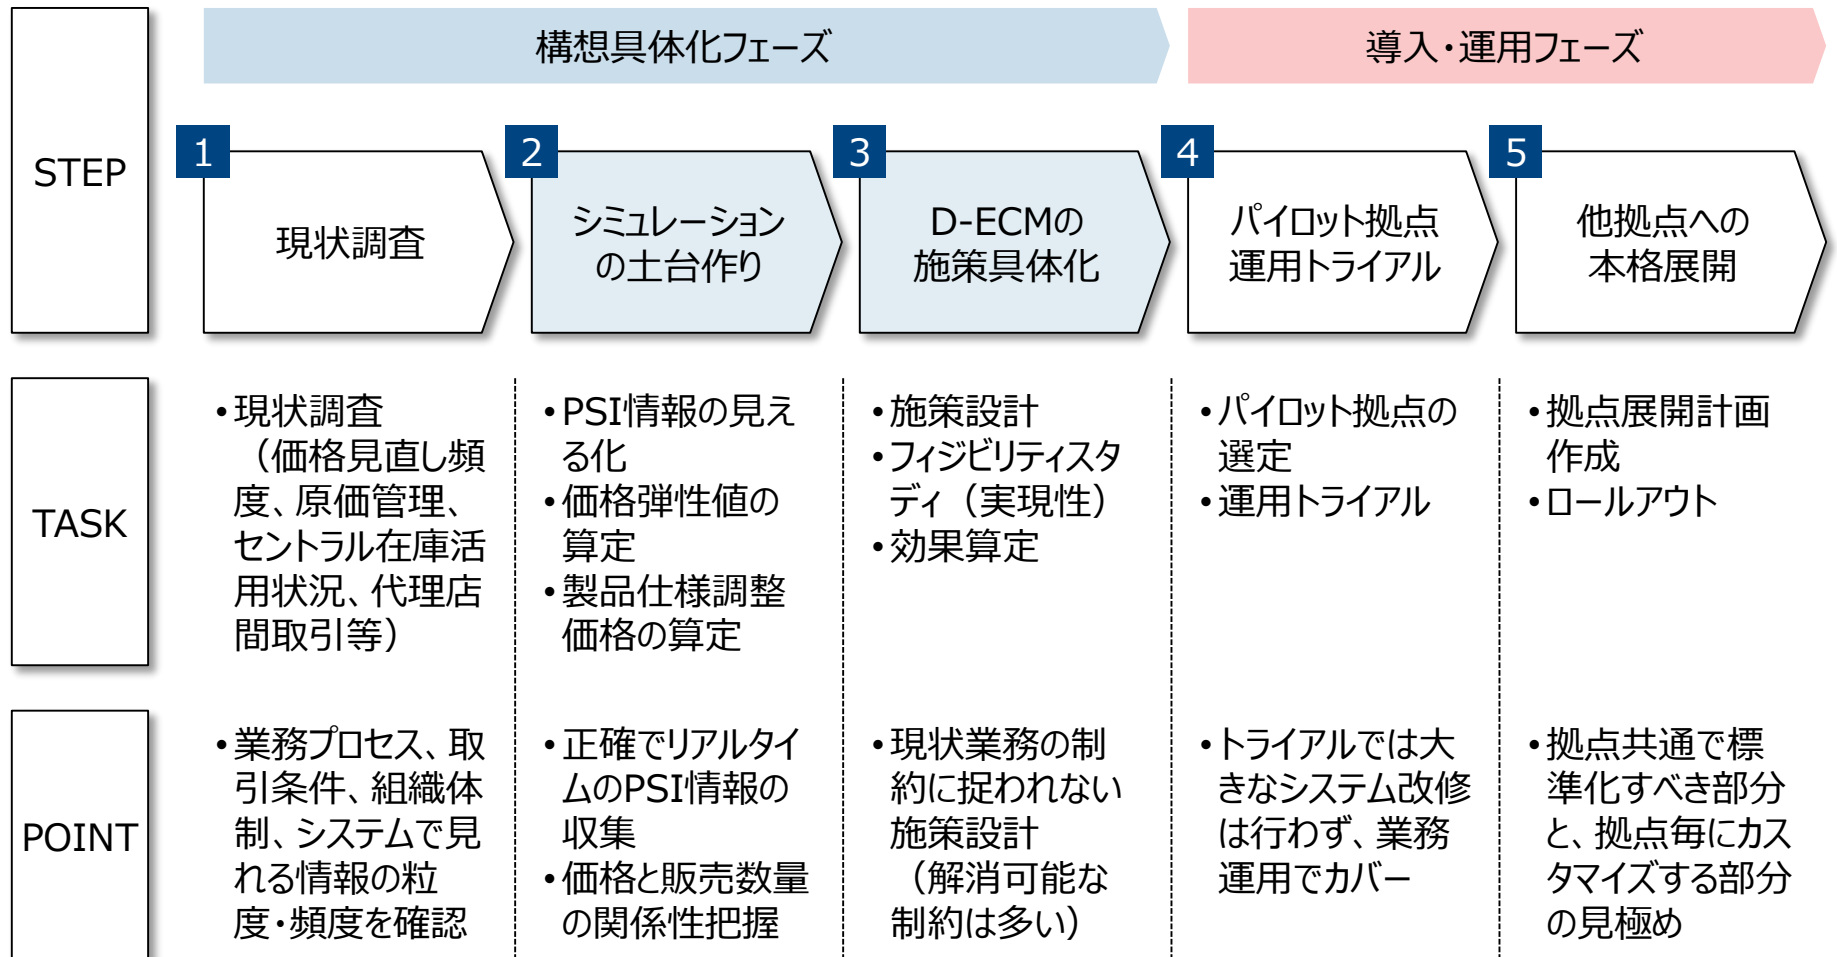 構想具体化フェーズ
導入・運用フェーズ
STEP
1
現状調査
2
シミュレーション
の土台作り
3
D-ECMの
施策具体化
4
パイロット拠点
運用トライアル
5
他拠点への
本格展開
TASK
•現状調査
（価格見直し頻
度、原価管理、
セントラル在庫活
用状況、代理店
間取引等）
•PSI情報の見え
る化
•価格弾性値の
算定
•製品仕様調整
価格の算定
•施策設計
•フィジビリティスタ
ディ（実現性）
•効果算定
•パイロット拠点の
選定
•運用トライアル
•拠点展開計画
作成
•ロールアウト
POINT
•業務プロセス、取
引条件、組織体
制、システムで見
れる情報の粒
度・頻度を確認
•正確でリアルタイ
ムのPSI情報の
収集
•価格と販売数量
の関係性把握
•現状業務の制
約に捉われない
施策設計
（解消可能な
制約は多い）
•トライアルでは大
きなシステム改修
は行わず、業務
運用でカバー
•拠点共通で標
準化すべき部分
と、拠点毎にカス
タマイズする部分
の見極め